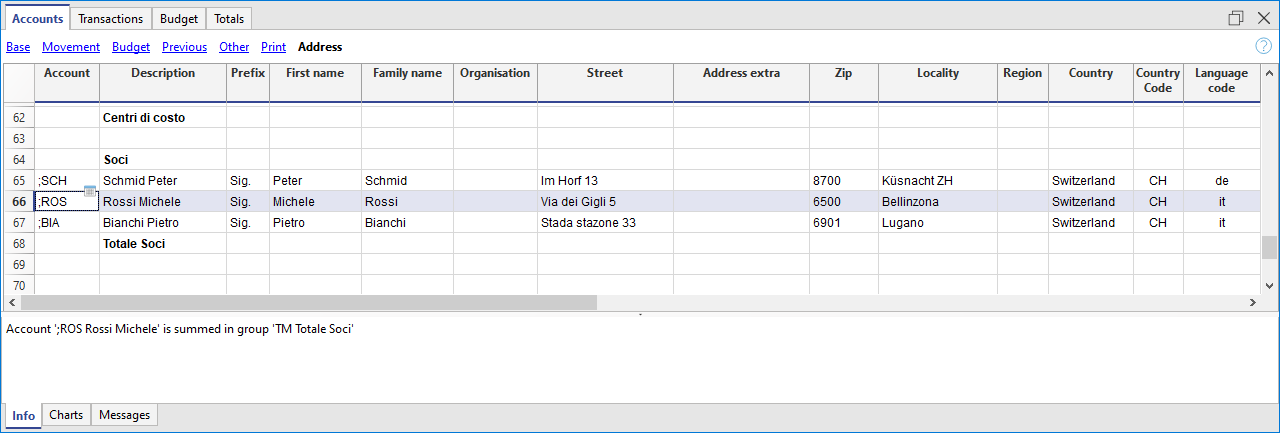 Accounts Transactions Budget Totals
Base Movement Budget Previous Other Print Address
Account Description Prefix First name Family name Organisation Street Address extra Zip Locality Region Country Country Code Language code
62 Centri di costo
63
64 Soci
65 ;SCH Schmid Peter Sig. Peter Schmid Im Horf 13 8700 Küsnacht ZH Switzerland CH de
66 ;ROS Rossi Michele Sig. Michele Rossi Via dei Gigli 5 6500 Bellinzona Switzerland CH it
67 ;BIA Bianchi Pietro Sig. Pietro Bianchi Stada stazone 33 6901 Lugano Switzerland CH it
68 Totale Soci
69
70
Account ';ROS Rossi Michele' is summed in group 'TM Totale Soci'
Info Charts Messages